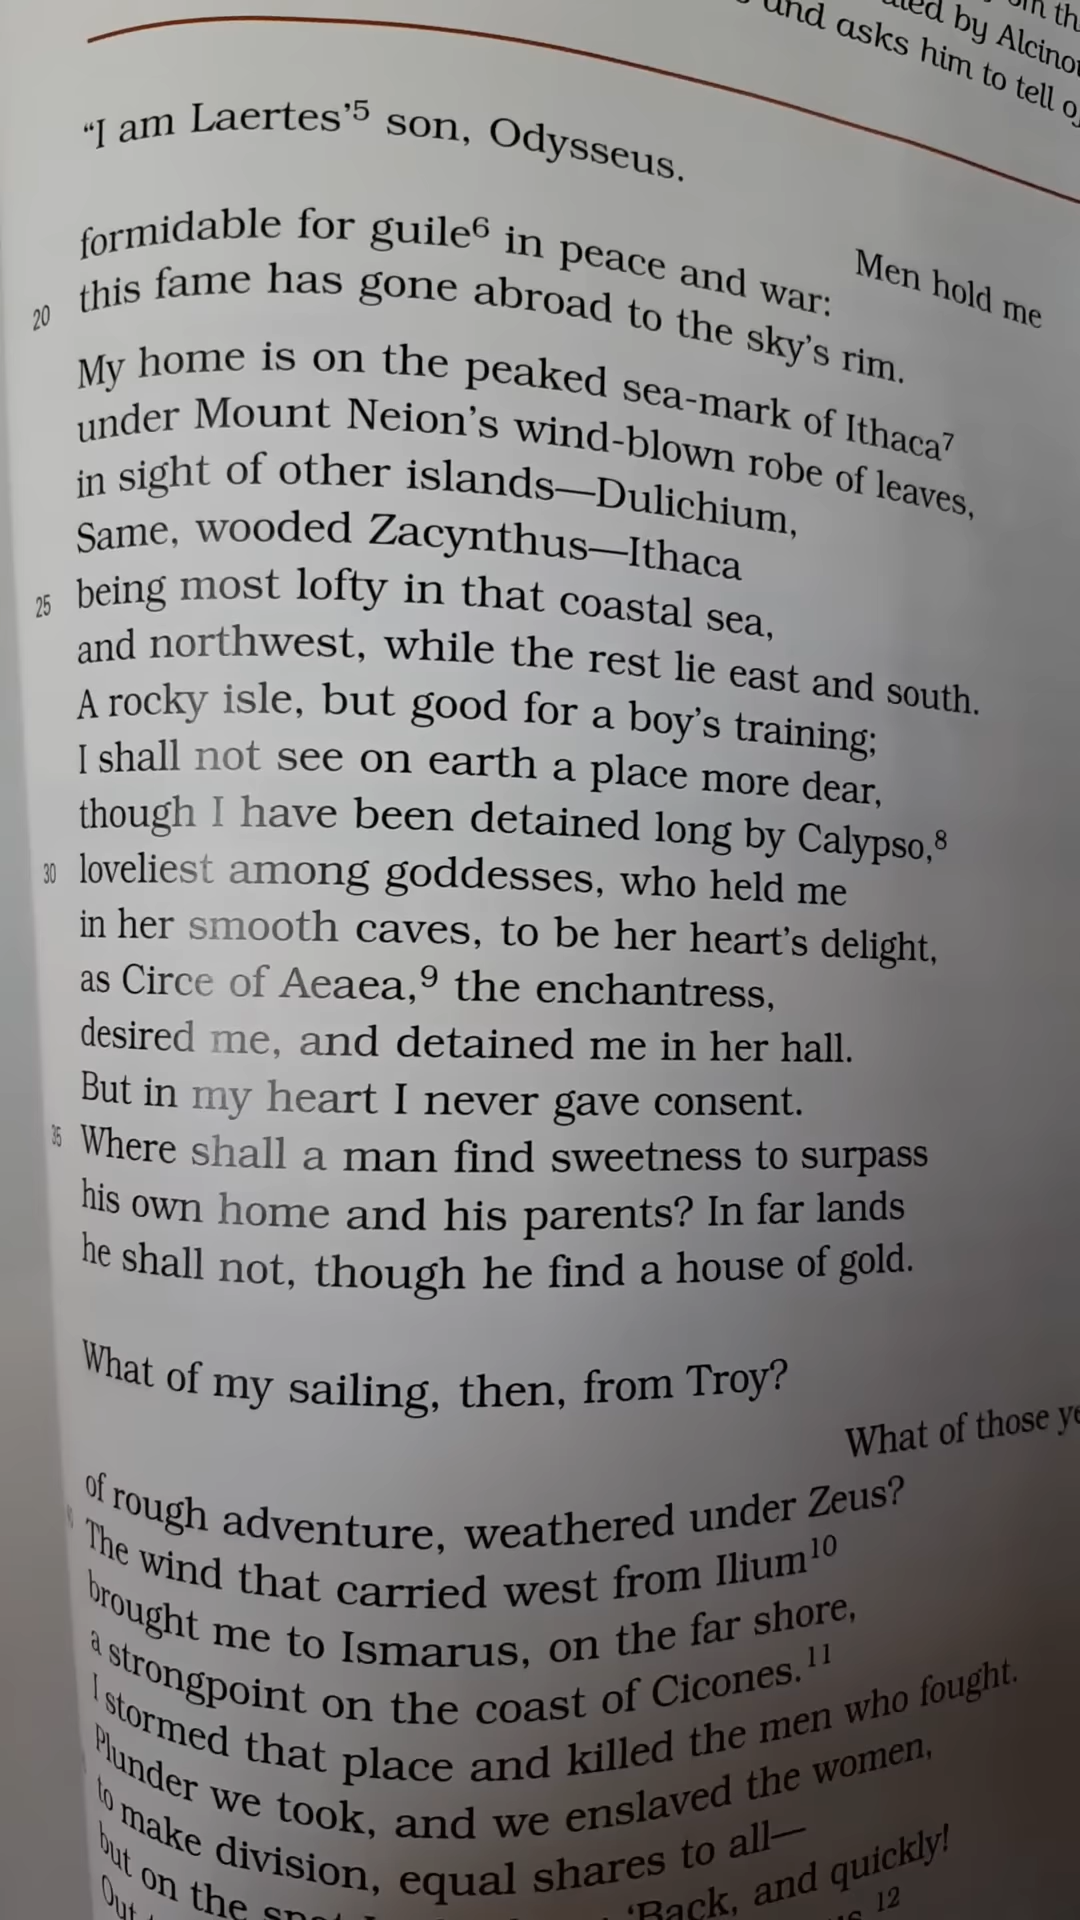 by Alcino
and asks him to tell
“I am Laertes’5 son, Odysseus.
Men hold me
formidable for guile6 in peace and war:
20 this fame has gone abroad to the sky’s rim.
My home is on the peaked sea-mark of Ithaca7
under Mount Neion’s wind-blown robe of leaves,
in sight of other islands—Dulichium,
Same, wooded Zacynthus—Ithaca
25 being most lofty in that coastal sea,
and northwest, while the rest lie east and south.
A rocky isle, but good for a boy’s training;
I shall not see on earth a place more dear,
though I have been detained long by Calypso,8
30 loveliest among goddesses, who held me
in her smooth caves, to be her heart’s delight,
as Circe of Aeaea,9 the enchantress,
desired me, and detained me in her hall.
But in my heart I never gave consent.
35 Where shall a man find sweetness to surpass
his own home and his parents? In far lands
he shall not, though he find a house of gold.
What of my sailing, then, from Troy?
What of those ye
of rough adventure, weathered under Zeus?
The wind that carried west from Ilium10
brought me to Ismarus, on the far shore,
a strongpoint on the coast of Cicones.11
I stormed that place and killed the men who fought.
Plunder we took, and we enslaved the women,
to make division, equal shares to all—
but on the ‘Back, and quickly!
Out 12